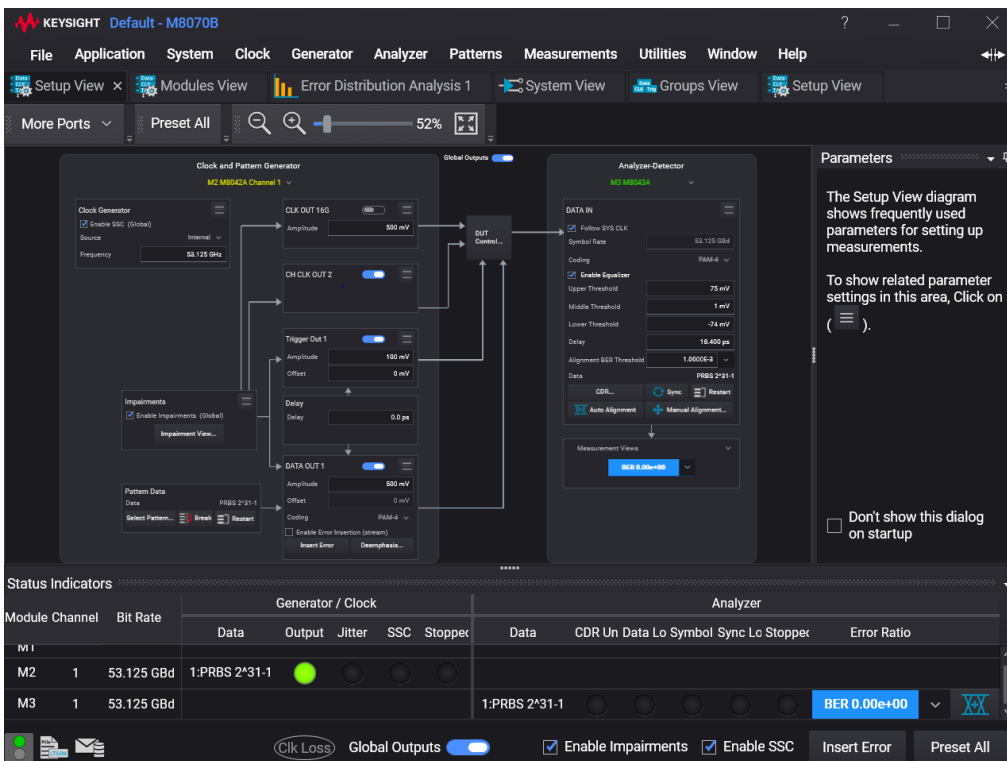 KEYSIGHT Default - M8070B ?
File Application System Clock Generator Analyzer Patterns Measurements Utilities Window Help
Setup View × Modules View Error Distribution Analysis 1 System View Groups View Setup View
More Ports Preset All 52%
Clock and Pattern Generator
M2 M8042A Channel 1
Global Outputs
Analyzer-Detector
M3 M8043A
Clock Generator
Enable SSC (Global)
Source Internal
Frequency 53.125 GHz
CLK OUT 16G
Amplitude 500 mV
CH CLK OUT 2
Trigger Out 1
Amplitude 100 mV
Offset 0 mV
Delay
Delay 0.0 ps
Impairments
Enable Impairments (Global)
Impairment View...
Pattern Data
Data PRBS 2^31-1
Select Pattern... Break Restart
DATA OUT 1
Amplitude 500 mV
Offset 0 mV
Coding PAM-4
Enable Error Insertion (stream)
Insert Error Deemphasis...
DUT
Control...
DATA IN
Follow SYS CLK
Symbol Rate 53.125 GBd
Coding PAM-4
Enable Equalizer
Upper Threshold 75 mV
Middle Threshold 1 mV
Lower Threshold -74 mV
Delay 18.400 ps
Alignment BER Threshold 1.0000E-3
Data PRBS 2^31-1
CDR... Sync Restart
Auto Alignment Manual Alignment...
Measurement Views
BER 0.00e+00
Parameters
The Setup View diagram
shows frequently used
parameters for setting up
measurements.
To show related parameter
settings in this area, Click on
( ).
Don't show this dialog
on startup
Status Indicators
Module Channel Bit Rate Generator / Clock Analyzer
Data Output Jitter SSC Stopped Data CDR Un Data Lo Symbol Sync Lo Stopped Error Ratio
M1
M2 1 53.125 GBd 1:PRBS 2^31-1
M3 1 53.125 GBd 1:PRBS 2^31-1 BER 0.00e+00
Clk Loss Global Outputs Enable Impairments Enable SSC Insert Error Preset All